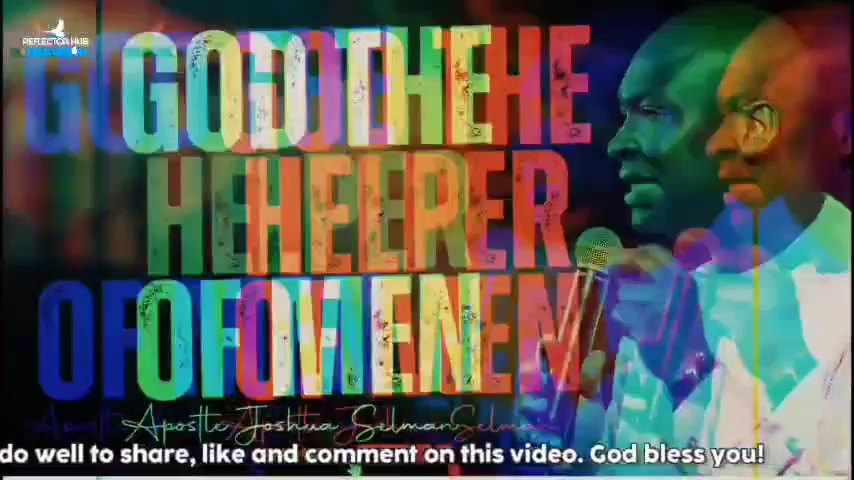 REFLECTOR HUB
GOD THE
HELPER
OF MEN
Apostle Joshua Selman
do well to share, like and comment on this video. God bless you!